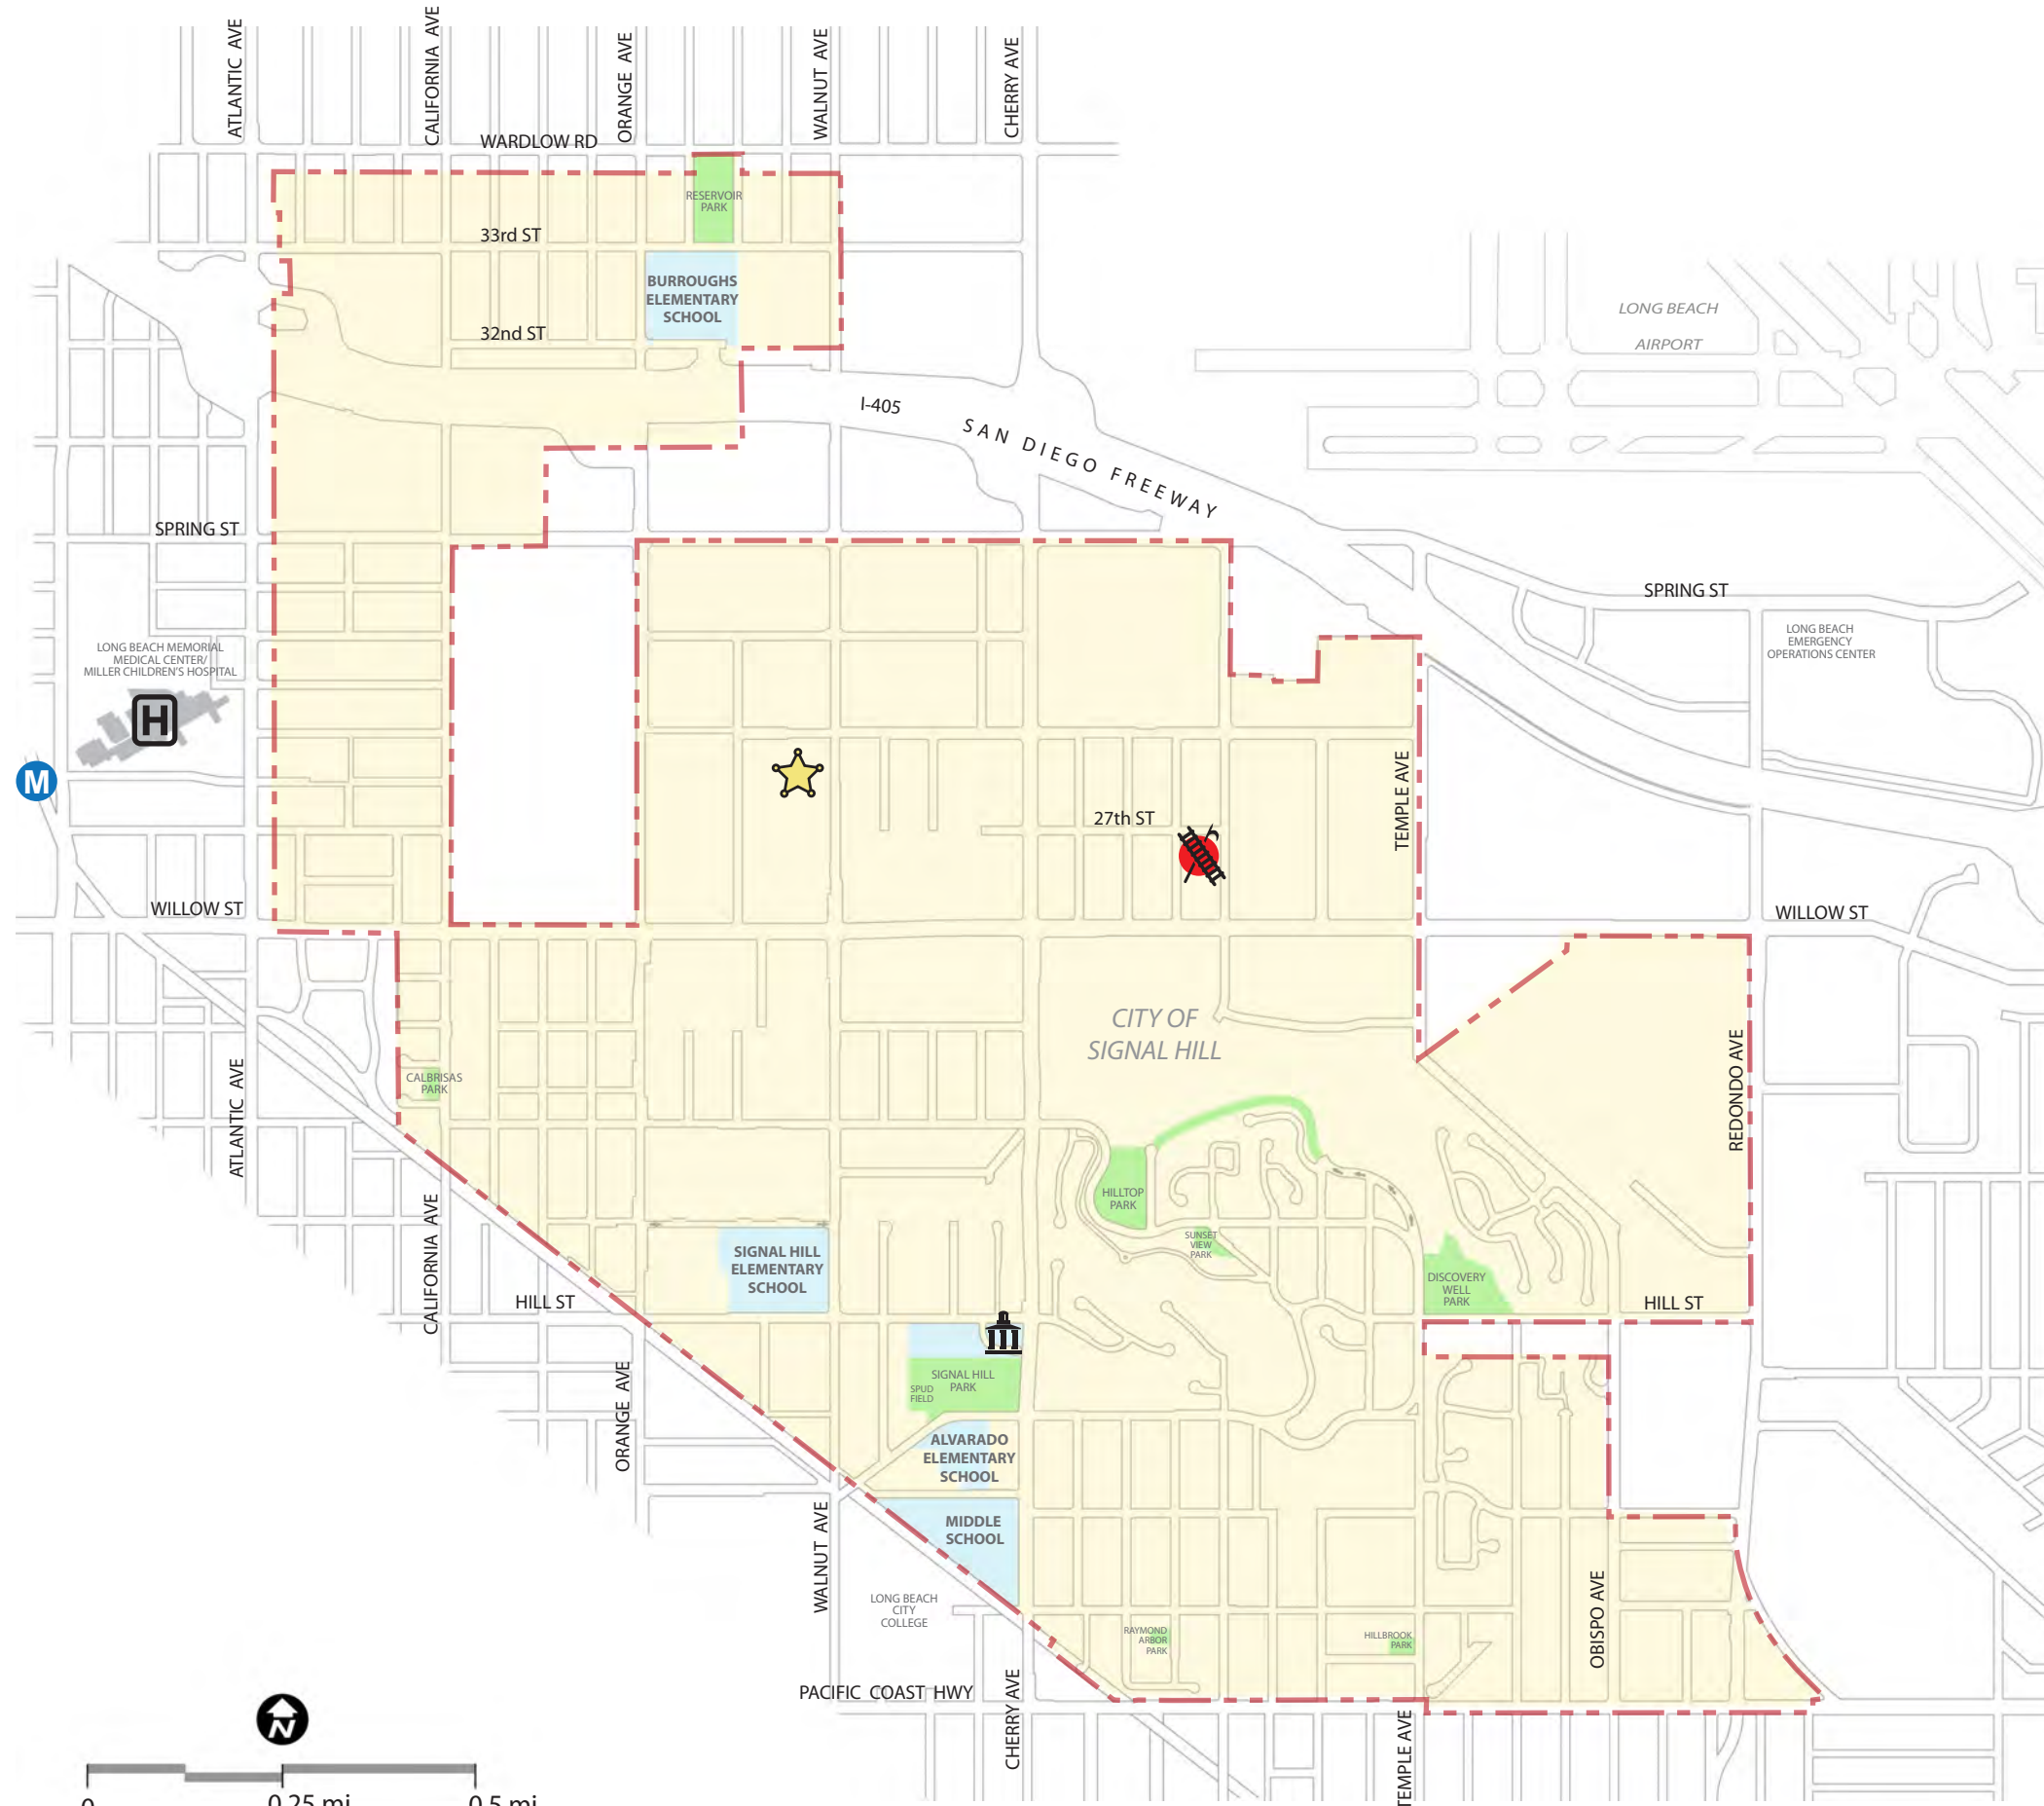 ATLANTIC AVE
CALIFORNIA AVE
ORANGE AVE
WALNUT AVE
CHERRY AVE
WARDLOW RD
RESERVOIR
PARK
33rd ST
BURROUGHS
ELEMENTARY
SCHOOL
32nd ST
LONG BEACH
AIRPORT
I-405
SAN DIEGO FREEWAY
SPRING ST
SPRING ST
LONG BEACH
EMERGENCY
OPERATIONS CENTER
LONG BEACH MEMORIAL
MEDICAL CENTER/
MILLER CHILDREN'S HOSPITAL
H
M
TEMPLE AVE
27th ST
WILLOW ST
WILLOW ST
CITY OF
SIGNAL HILL
REDONDO AVE
CALBRISAS
PARK
ATLANTIC AVE
HILLTOP
PARK
CALIFORNIA AVE
SUNSET
VIEW
PARK
SIGNAL HILL
ELEMENTARY
SCHOOL
DISCOVERY
WELL
PARK
HILL ST
HILL ST
ORANGE AVE
SIGNAL HILL
PARK
SPUD
FIELD
ALVARADO
ELEMENTARY
SCHOOL
WALNUT AVE
MIDDLE
SCHOOL
LONG BEACH
CITY
COLLEGE
OBISPO AVE
RAYMOND
ARBOR
PARK
HILLBROOK
PARK
PACIFIC COAST HWY
CHERRY AVE
TEMPLE AVE
N
0
0.25 mi
0.5 mi